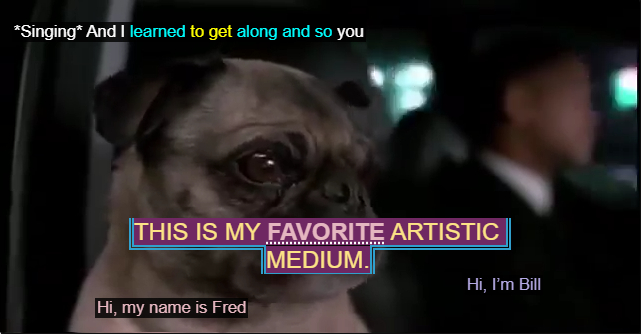 *Singing* And I learned to get along and so you
THIS IS MY FAVORITE ARTISTIC
MEDIUM.
Hi, I'm Bill
Hi, my name is Fred